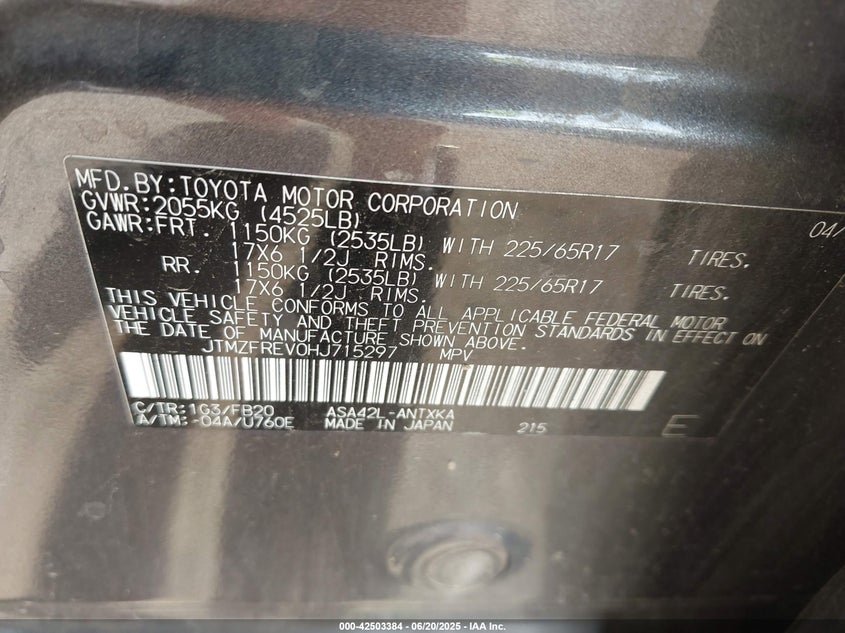 MFD.BY:TOYOTA MOTOR CORPORATION 04/
GVWR:2055KG (4525LB)
GAWR:FRT. 1150KG (2535LB) WITH 225/65R17 TIRES.
17X6 1/2J RIMS.
RR. 1150KG (2535LB) WITH 225/65R17 TIRES.
17X6 1/2J RIMS.
THIS VEHICLE CONFORMS TO ALL APPLICABLE FEDERAL MOTOR
VEHICLE SAFETY AND THEFT PREVENTION STANDARDS IN EFFECT ON
THE DATE OF MANUFACTURE SHOWN ABOVE.
JTMZFREV0HJ715297 MPV
C/TR:1G3/FB20 ASA42L-ANTXKA
A/TM:-04A/U760E MADE IN JAPAN 215 E
000-42503384 / 06/20/2025 - IAA Inc.